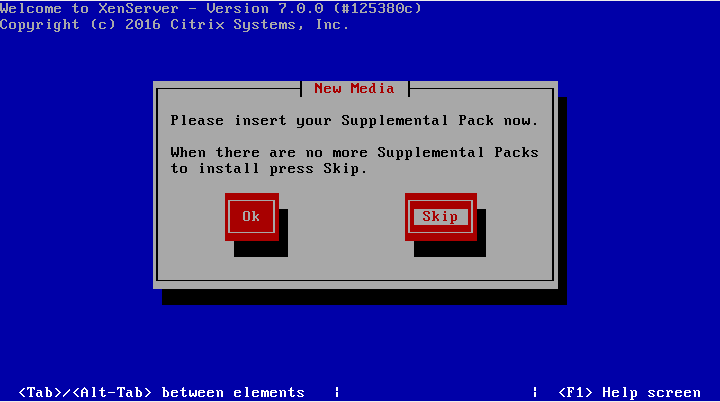 Welcome to XenServer - Version 7.0.0 (#125380c)
Copyright (c) 2016 Citrix Systems, Inc.
New Media
Please insert your Supplemental Pack now.
When there are no more Supplemental Packs
to install press Skip.
Ok Skip
<Tab>/<Alt-Tab> between elements | | <F1> Help screen